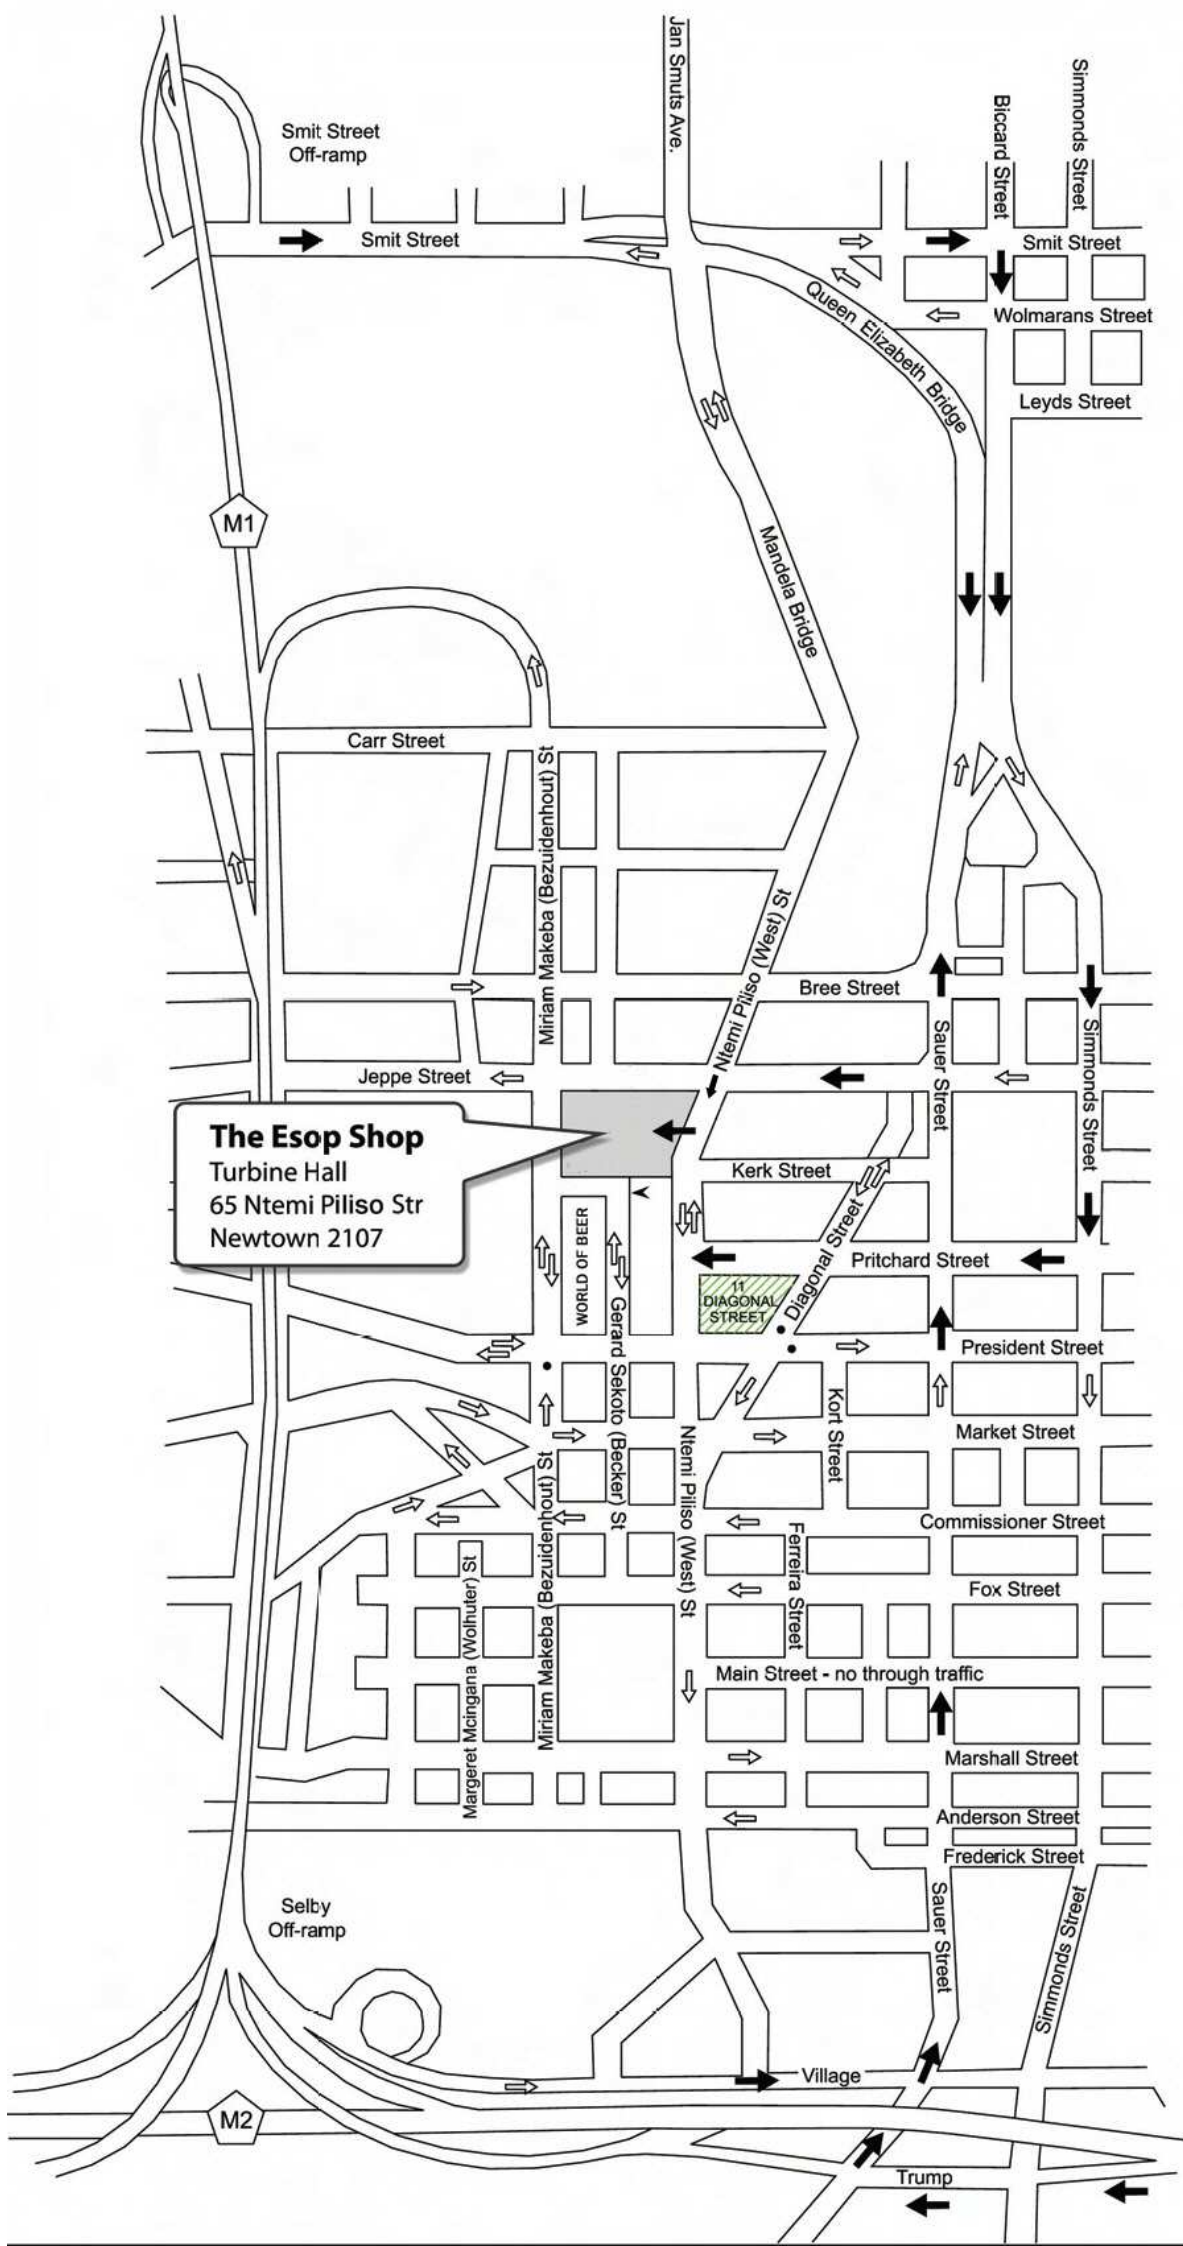 Jan Smuts Ave.
Simmonds Street
Biccard Street
Smit Street
Off-ramp
Smit Street
Smit Street
Queen Elizabeth Bridge
Wolmarans Street
Leyds Street
M1
Mandela Bridge
Carr Street
Miriam Makeba (Bezuidenhout) St
Ntemi Piliso (West) St
Bree Street
Sauer Street
Simmonds Street
Jeppe Street
The Esop Shop
Turbine Hall
65 Ntemi Piliso Str
Newtown 2107
Kerk Street
Diagonal Street
Pritchard Street
WORLD OF BEER
11
DIAGONAL
STREET
Gerard Sekoto (Becker) St
President Street
Kort Street
Market Street
Ntemi Piliso (West) St
Miriam Makeba (Bezuidenhout) St
Commissioner Street
Ferreira Street
Margeret Mcingana (Wolhuter) St
Fox Street
Main Street - no through traffic
Marshall Street
Anderson Street
Frederick Street
Selby
Off-ramp
Sauer Street
Simmonds Street
Village
M2
Trump